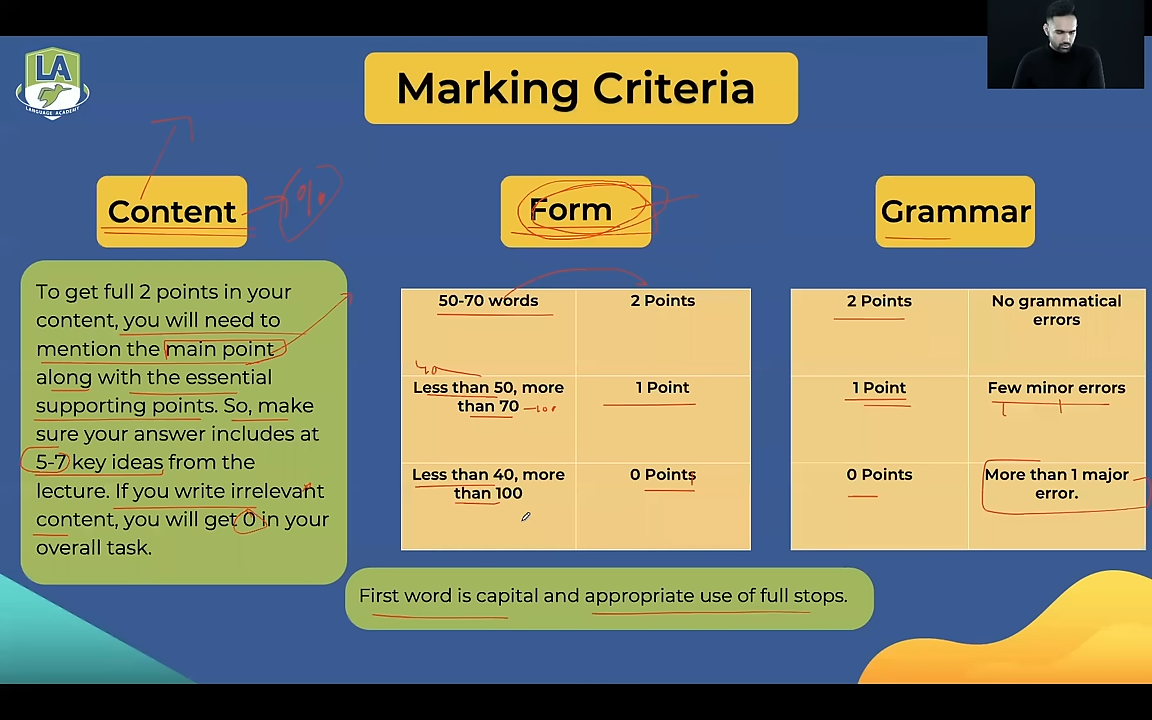 LA
LANGUAGE ACADEMY
Marking Criteria
Content
Form
Grammar
To get full 2 points in your
content, you will need to
mention the main point
along with the essential
supporting points. So, make
sure your answer includes at
5-7 key ideas from the
lecture. If you write irrelevant
content, you will get 0 in your
overall task.
50-70 words
2 Points
40
Less than 50, more
than 70
100
1 Point
Less than 40, more
than 100
0 Points
2 Points
No grammatical
errors
1 Point
Few minor errors
0 Points
More than 1 major
error.
First word is capital and appropriate use of full stops.